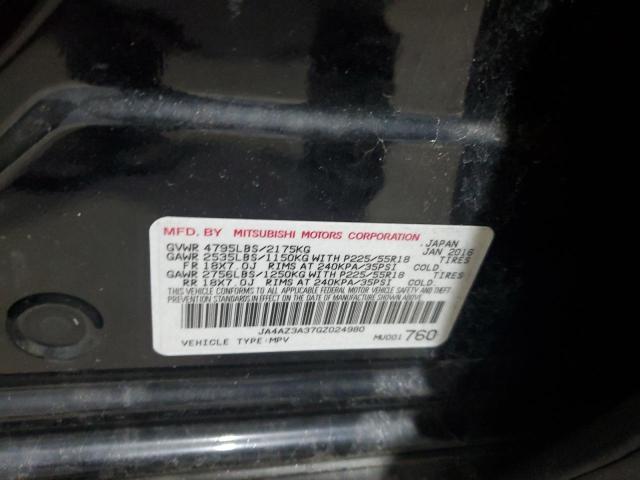 MFD. BY MITSUBISHI MOTORS CORPORATION JAPAN
GVWR 4795LBS/2175KG JAN 2016
GAWR 2535LBS/1150KG WITH P225/55R18 TIRES
FR 18X7.0J RIMS AT 240KPA/35PSI COLD
GAWR 2756LBS/1250KG WITH P225/55R18 TIRES
RR 18X7.0J RIMS AT 240KPA/35PSI COLD.
THIS VEHICLE CONFORMS TO ALL APPLICABLE FEDERAL MOTOR VEHICLE SAFETY AND
THEFT PREVENTION STANDARDS IN EFFECT ON THE DATE OF MANUFACTURE SHOWN ABOVE.
JA4AZ3A37GZ024980
VEHICLE TYPE:MPV MU001 760